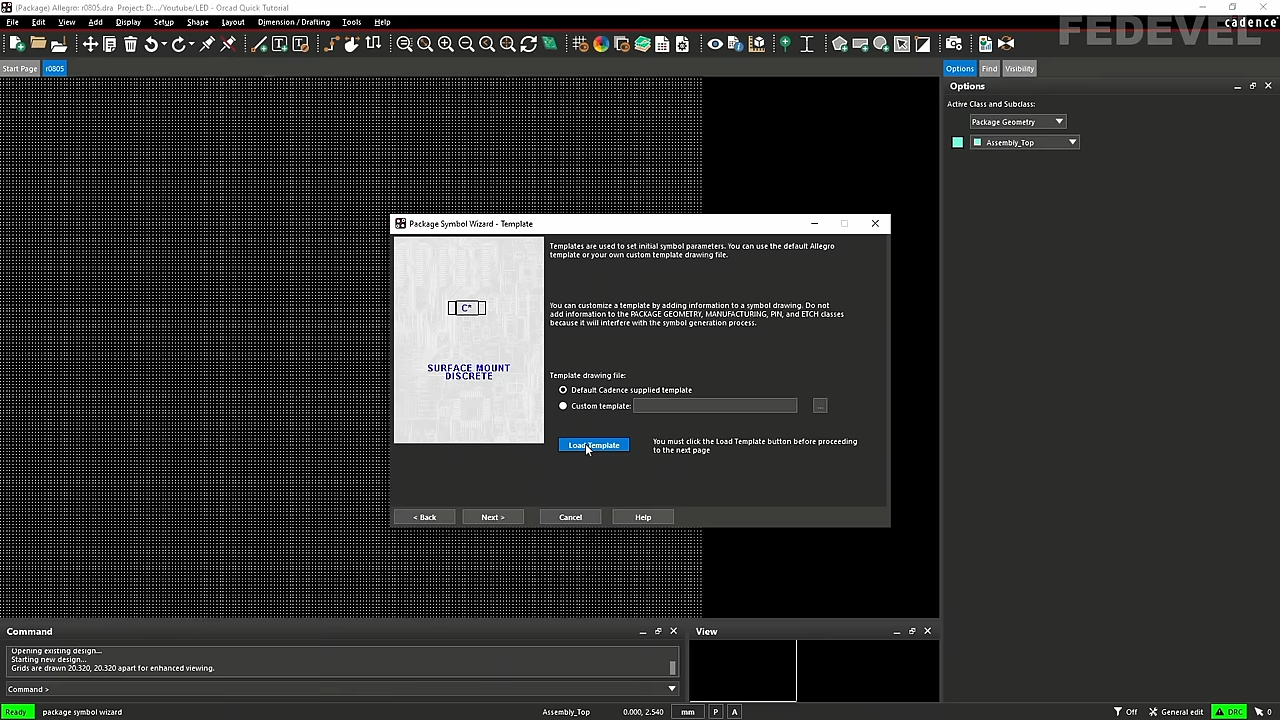 (Package) Allegro: r0805.dra Project: D:.../Youtube/LED - Orcad Quick Tutorial
File Edit View Add Display Setup Shape Layout Dimension / Drafting Tools Help
cadence
FEDEVEL
Start Page r0805
Options Find Visibility
Options
Active Class and Subclass:
Package Geometry
Assembly_Top
Package Symbol Wizard - Template
Templates are used to set initial symbol parameters. You can use the default Allegro
template or your own custom template drawing file.
C*
You can customize a template by adding information to a symbol drawing. Do not
add information to the PACKAGE GEOMETRY, MANUFACTURING, PIN, and ETCH classes
because it will interfere with the symbol generation process.
SURFACE MOUNT
DISCRETE
Template drawing file:
Default Cadence supplied template
Custom template:
...
Load Template
You must click the Load Template button before proceeding
to the next page
< Back Next > Cancel Help
Command
Opening existing design...
Starting new design...
Grids are drawn 20.320, 20.320 apart for enhanced viewing.
Command >
View
Ready package symbol wizard Assembly_Top 0.000, 2.540 mm P A Off General edit DRC 0